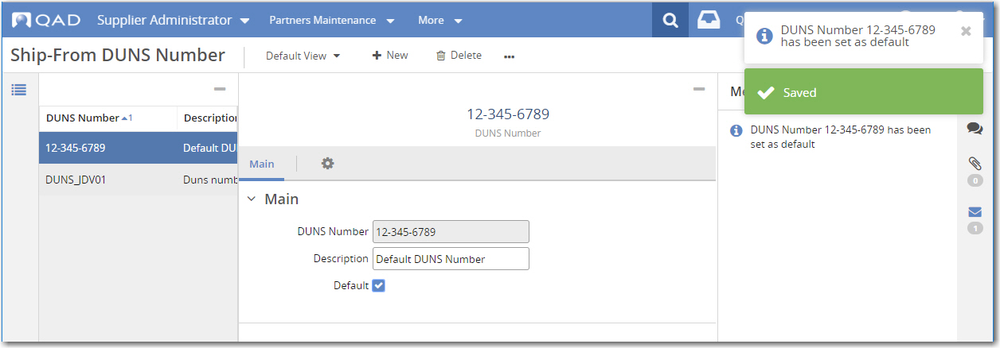 QAD Supplier Administrator Partners Maintenance More Q
DUNS Number 12-345-6789
has been set as default
Saved
Ship-From DUNS Number Default View New Delete
DUNS Number 1 Description
12-345-6789 Default DU
DUNS_JDV01 Duns numb
12-345-6789
DUNS Number
Main
Main
DUNS Number 12-345-6789
Description Default DUNS Number
Default
Me
DUNS Number 12-345-6789 has been
set as default
0
1